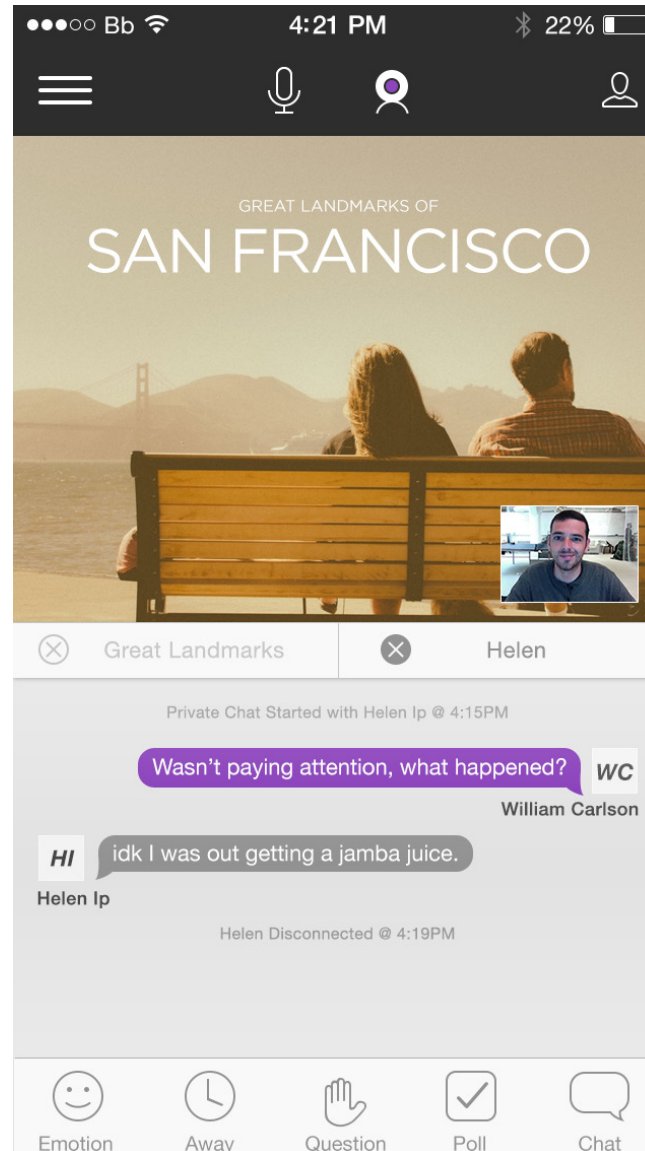 Bb 4:21 PM 22%
GREAT LANDMARKS OF
SAN FRANCISCO
Great Landmarks Helen
Private Chat Started with Helen Ip @ 4:15PM
Wasn’t paying attention, what happened? WC
William Carlson
HI idk I was out getting a jamba juice.
Helen Ip
Helen Disconnected @ 4:19PM
Emotion Away Question Poll Chat